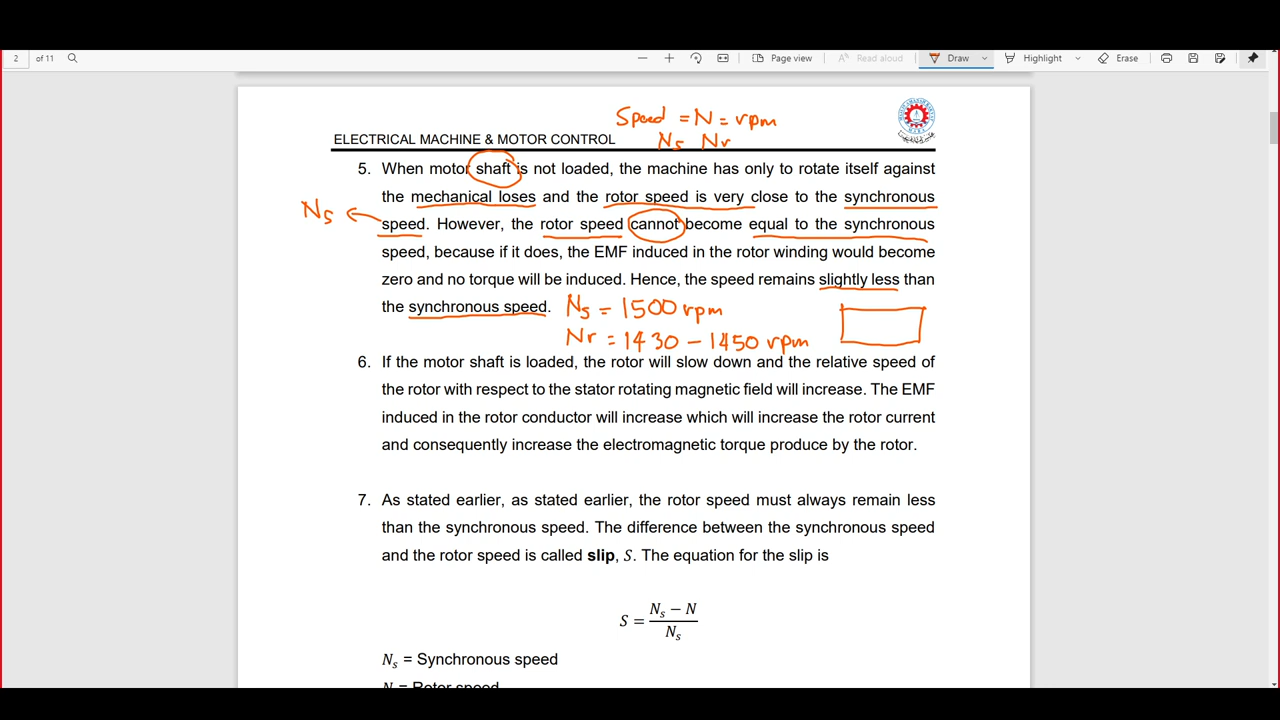 2 of 11 Page view Read aloud Draw Highlight Erase
Speed = N = rpm
Ns Nr
ELECTRICAL MACHINE & MOTOR CONTROL
5. When motor shaft is not loaded, the machine has only to rotate itself against
the mechanical loses and the rotor speed is very close to the synchronous
Ns
speed. However, the rotor speed cannot become equal to the synchronous
speed, because if it does, the EMF induced in the rotor winding would become
zero and no torque will be induced. Hence, the speed remains slightly less than
the synchronous speed. Ns = 1500 rpm
Nr = 1430 - 1450 rpm
6. If the motor shaft is loaded, the rotor will slow down and the relative speed of
the rotor with respect to the stator rotating magnetic field will increase. The EMF
induced in the rotor conductor will increase which will increase the rotor current
and consequently increase the electromagnetic torque produce by the rotor.
7. As stated earlier, as stated earlier, the rotor speed must always remain less
than the synchronous speed. The difference between the synchronous speed
and the rotor speed is called slip, S. The equation for the slip is
S = (Ns − N) / Ns
Ns = Synchronous speed
N = Rotor speed